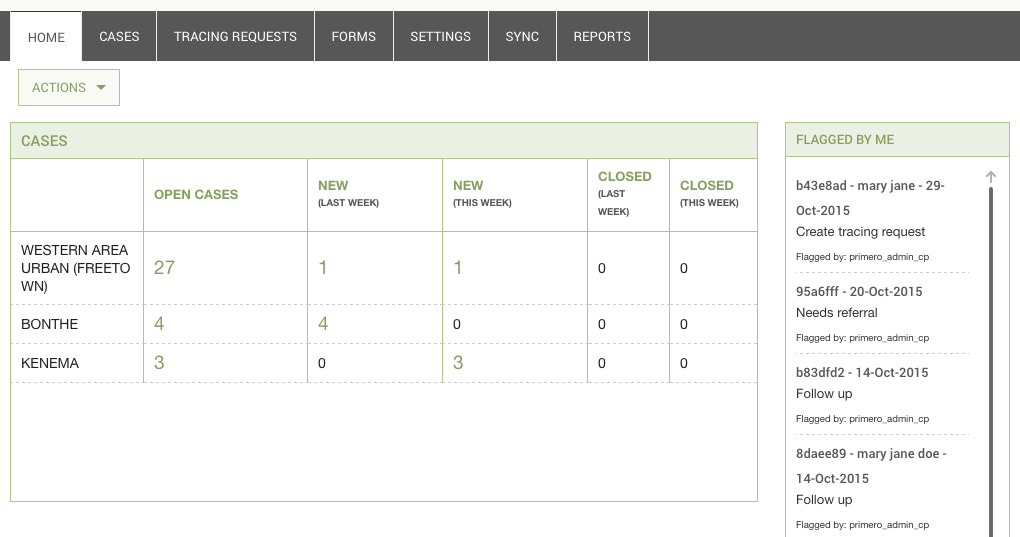 HOME CASES TRACING REQUESTS FORMS SETTINGS SYNC REPORTS
ACTIONS
CASES
OPEN CASES
NEW
(LAST WEEK)
NEW
(THIS WEEK)
CLOSED
(LAST
WEEK)
CLOSED
(THIS WEEK)
WESTERN AREA
URBAN (FREETO
WN)
27 1 1 0 0
BONTHE 4 4 0 0 0
KENEMA 3 0 3 0 0
FLAGGED BY ME
b43e8ad - mary jane - 29-
Oct-2015
Create tracing request
Flagged by: primero_admin_cp
95a6fff - 20-Oct-2015
Needs referral
Flagged by: primero_admin_cp
b83dfd2 - 14-Oct-2015
Follow up
Flagged by: primero_admin_cp
8daee89 - mary jane doe -
14-Oct-2015
Follow up
Flagged by: primero_admin_cp